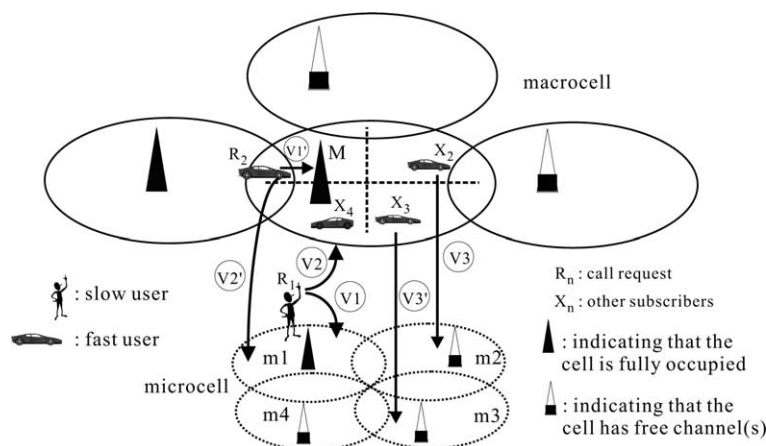 macrocell
R2
V1'
M
X2
X4
X3
V2'
V2
V3
R1
V1
V3'
: slow user
: fast user
Rn : call request
Xn : other subscribers
m1
m2
microcell
m4
m3
: indicating that the
cell is fully occupied
: indicating that the
cell has free channel(s)